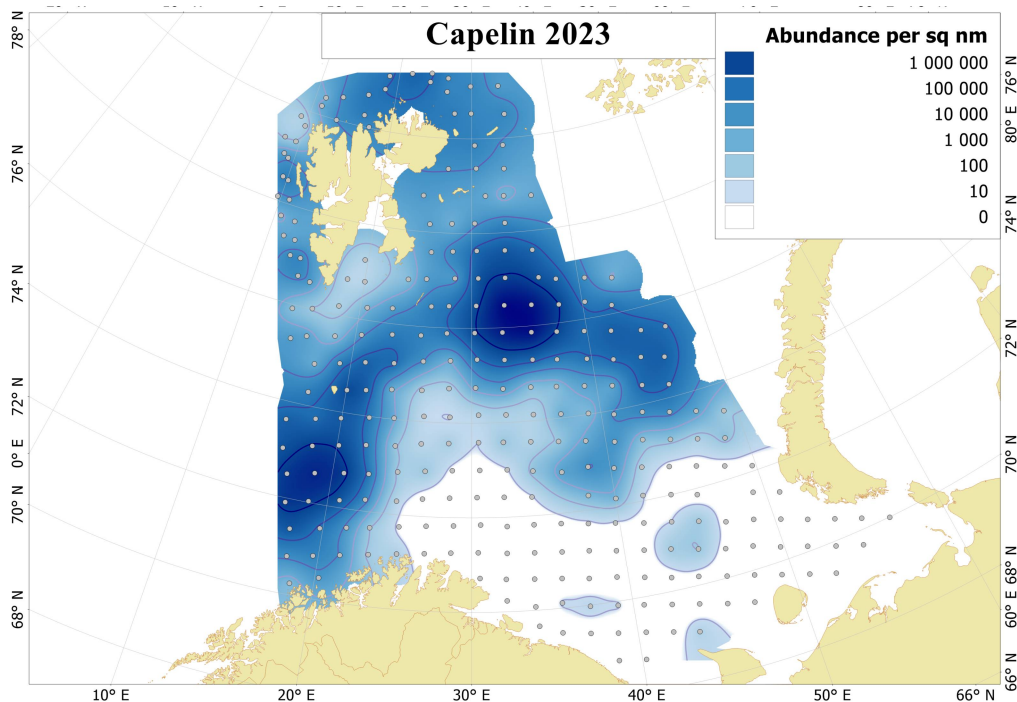 Capelin 2023
Abundance per sq nm
1 000 000
100 000
10 000
1 000
100
10
0
78° N
76° N
74° N
72° N
0° E
70° N
68° N
76° N
80° E
74° N
72° N
70° N
68° N
60° E
66° N
10° E
20° E
30° E
40° E
50° E
66° N